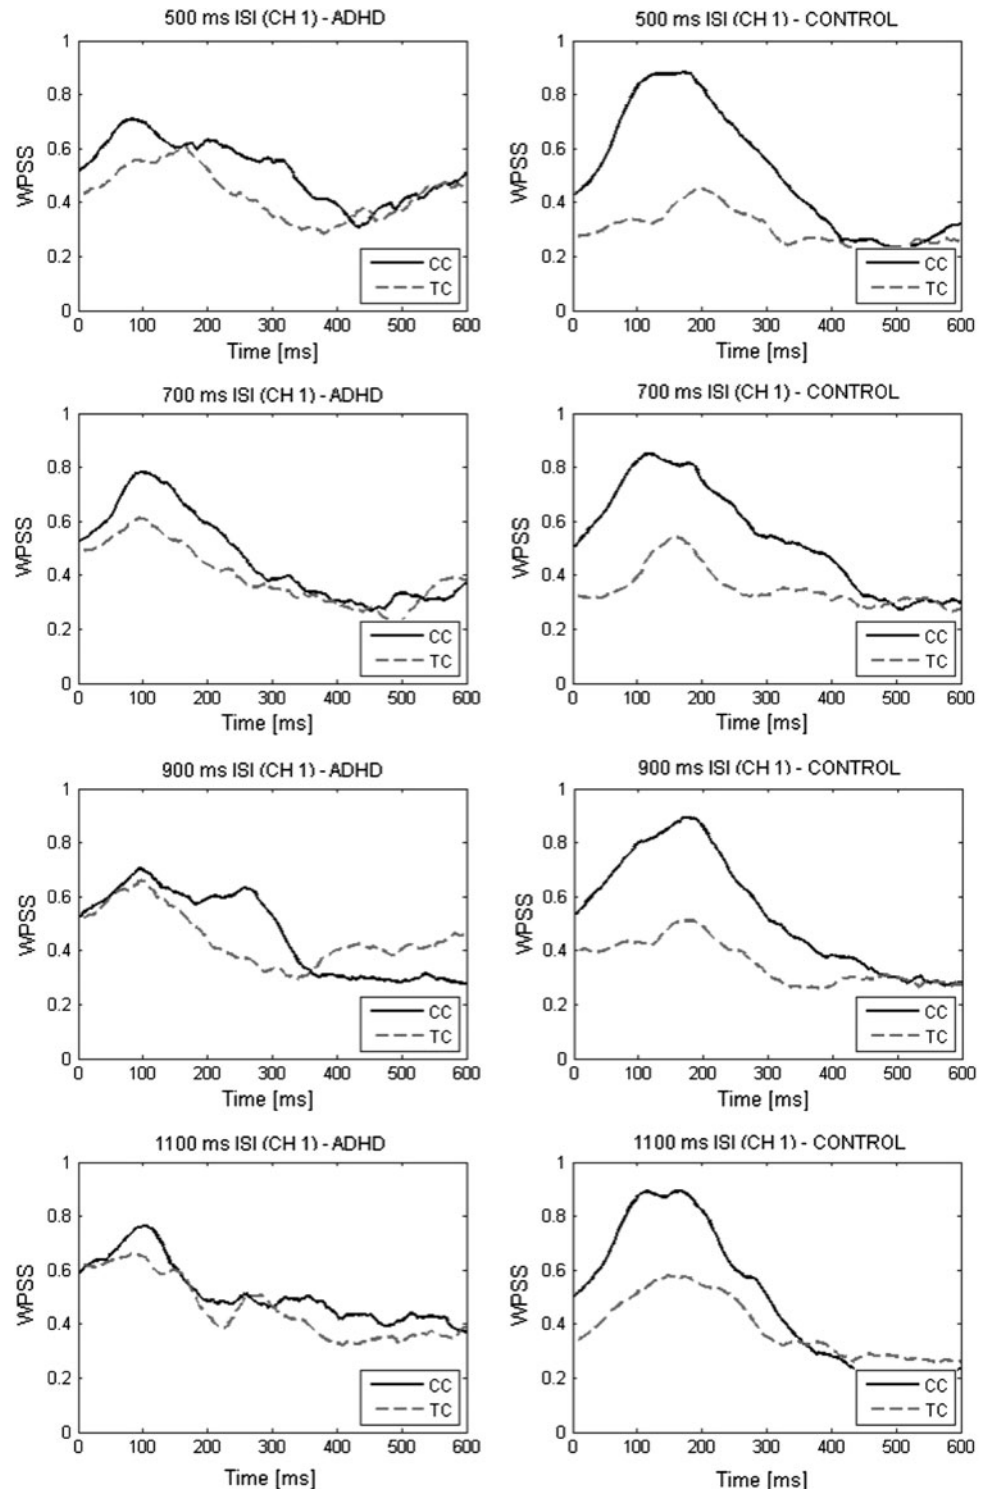 500 ms ISI (CH 1) - ADHD
1
0.8
0.6
0.4
0.2
0
WPSS
CC
TC
0 100 200 300 400 500 600
Time [ms]
500 ms ISI (CH 1) - CONTROL
1
0.8
0.6
0.4
0.2
0
WPSS
CC
TC
0 100 200 300 400 500 600
Time [ms]
700 ms ISI (CH 1) - ADHD
1
0.8
0.6
0.4
0.2
0
WPSS
CC
TC
0 100 200 300 400 500 600
Time [ms]
700 ms ISI (CH 1) - CONTROL
1
0.8
0.6
0.4
0.2
0
WPSS
CC
TC
0 100 200 300 400 500 600
Time [ms]
900 ms ISI (CH 1) - ADHD
1
0.8
0.6
0.4
0.2
0
WPSS
CC
TC
0 100 200 300 400 500 600
Time [ms]
900 ms ISI (CH 1) - CONTROL
1
0.8
0.6
0.4
0.2
0
WPSS
CC
TC
0 100 200 300 400 500 600
Time [ms]
1100 ms ISI (CH 1) - ADHD
1
0.8
0.6
0.4
0.2
0
WPSS
CC
TC
0 100 200 300 400 500 600
Time [ms]
1100 ms ISI (CH 1) - CONTROL
1
0.8
0.6
0.4
0.2
0
WPSS
CC
TC
0 100 200 300 400 500 600
Time [ms]